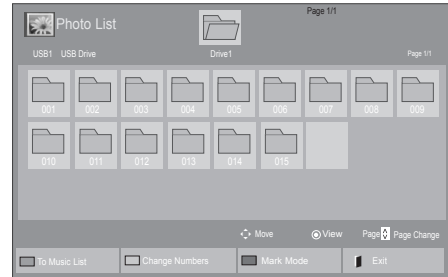 Page 1/1
Photo List
USB1 USB Drive Drive1 Page 1/1
001 002 003 004 005 006 007 008 009
010 011 012 013 014 015
Move View Page Page Change
To Music List Change Numbers Mark Mode Exit